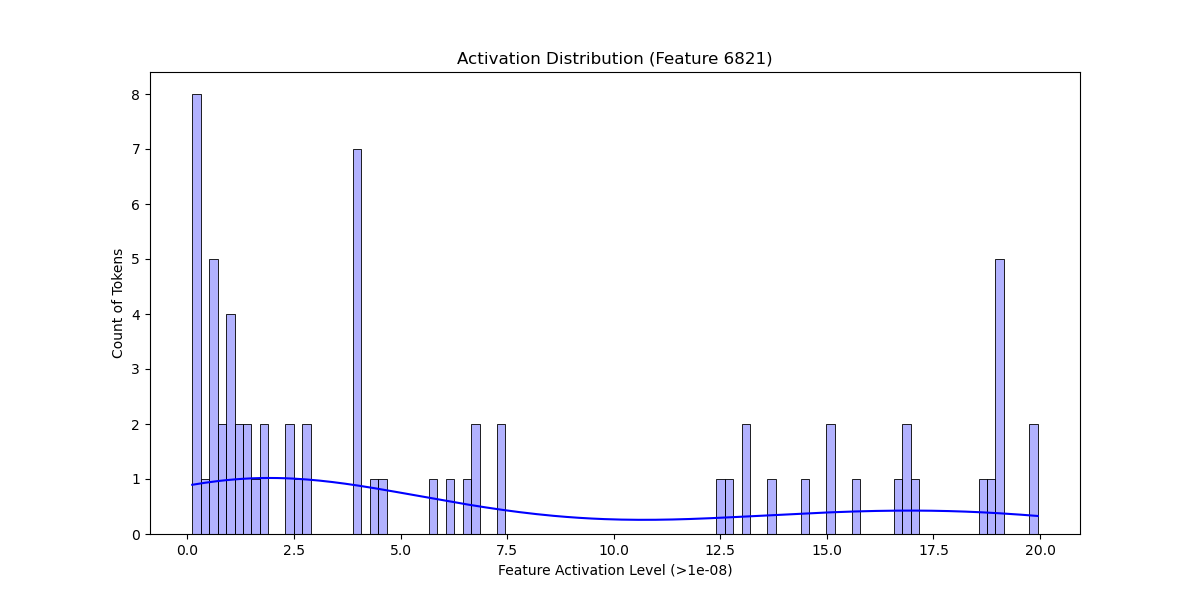 Activation Distribution (Feature 6821)
Count of Tokens
8
7
6
5
4
3
2
1
0
0.0 2.5 5.0 7.5 10.0 12.5 15.0 17.5 20.0
Feature Activation Level (>1e-08)